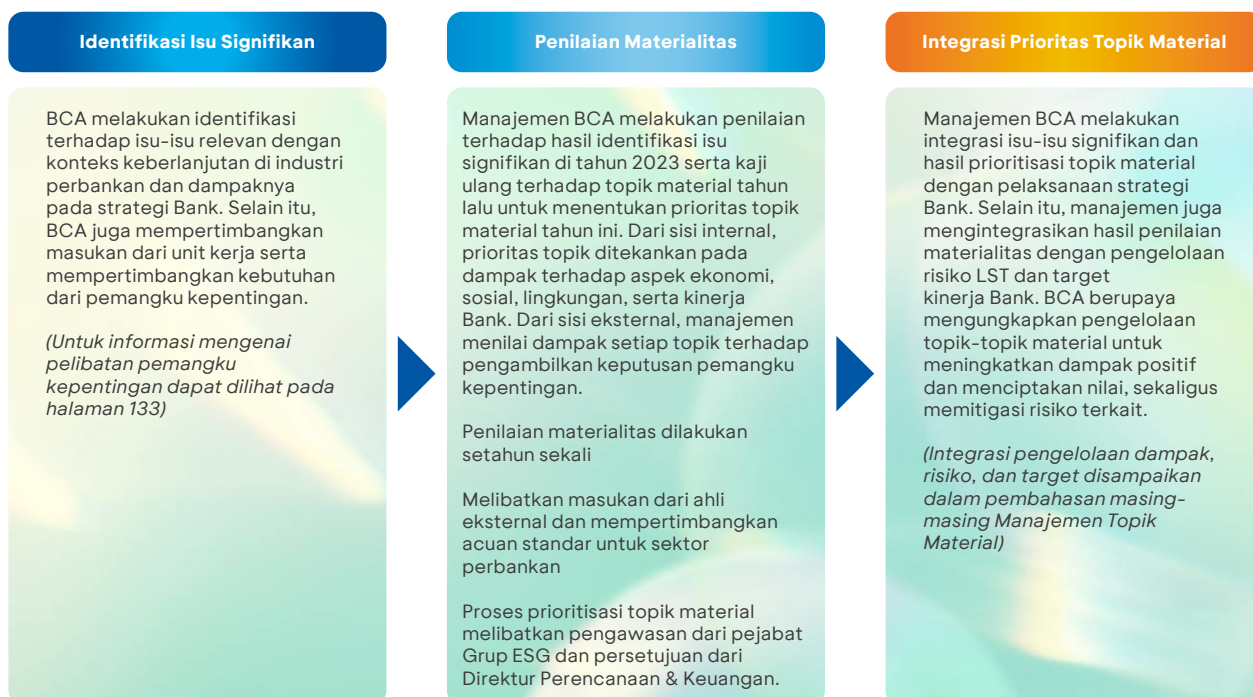 Identifikasi Isu Signifikan
BCA melakukan identifikasi
terhadap isu-isu relevan dengan
konteks keberlanjutan di industri
perbankan dan dampaknya
pada strategi Bank. Selain itu,
BCA juga mempertimbangkan
masukan dari unit kerja serta
mempertimbangkan kebutuhan
dari pemangku kepentingan.
(Untuk informasi mengenai
pelibatan pemangku
kepentingan dapat dilihat pada
halaman 133)
Penilaian Materialitas
Manajemen BCA melakukan penilaian
terhadap hasil identifikasi isu
signifikan di tahun 2023 serta kaji
ulang terhadap topik material tahun
lalu untuk menentukan prioritas topik
material tahun ini. Dari sisi internal,
prioritas topik ditekankan pada
dampak terhadap aspek ekonomi,
sosial, lingkungan, serta kinerja
Bank. Dari sisi eksternal, manajemen
menilai dampak setiap topik terhadap
pengambilan keputusan pemangku
kepentingan.
Penilaian materialitas dilakukan
setahun sekali
Melibatkan masukan dari ahli
eksternal dan mempertimbangkan
acuan standar untuk sektor
perbankan
Proses prioritisasi topik material
melibatkan pengawasan dari pejabat
Grup ESG dan persetujuan dari
Direktur Perencanaan & Keuangan.
Integrasi Prioritas Topik Material
Manajemen BCA melakukan
integrasi isu-isu signifikan dan
hasil prioritisasi topik material
dengan pelaksanaan strategi
Bank. Selain itu, manajemen juga
mengintegrasikan hasil penilaian
materialitas dengan pengelolaan
risiko LST dan target
kinerja Bank. BCA berupaya
mengungkapkan pengelolaan
topik-topik material untuk
meningkatkan dampak positif
dan menciptakan nilai, sekaligus
memitigasi risiko terkait.
(Integrasi pengelolaan dampak,
risiko, dan target disampaikan
dalam pembahasan masing-
masing Manajemen Topik
Material)